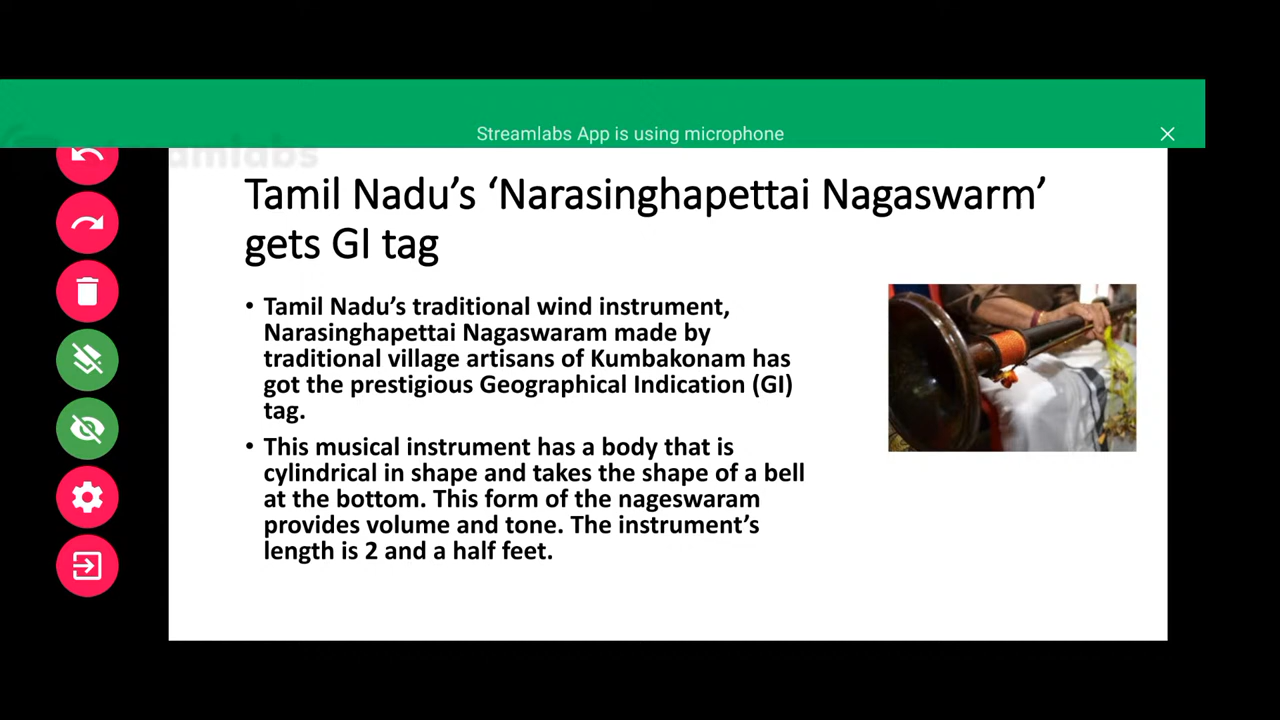 Streamlabs App is using microphone
amlabs
Tamil Nadu's 'Narasinghapettai Nagaswarm'
gets GI tag
• Tamil Nadu's traditional wind instrument,
Narasinghapettai Nagaswaram made by
traditional village artisans of Kumbakonam has
got the prestigious Geographical Indication (GI)
tag.
• This musical instrument has a body that is
cylindrical in shape and takes the shape of a bell
at the bottom. This form of the nageswaram
provides volume and tone. The instrument's
length is 2 and a half feet.